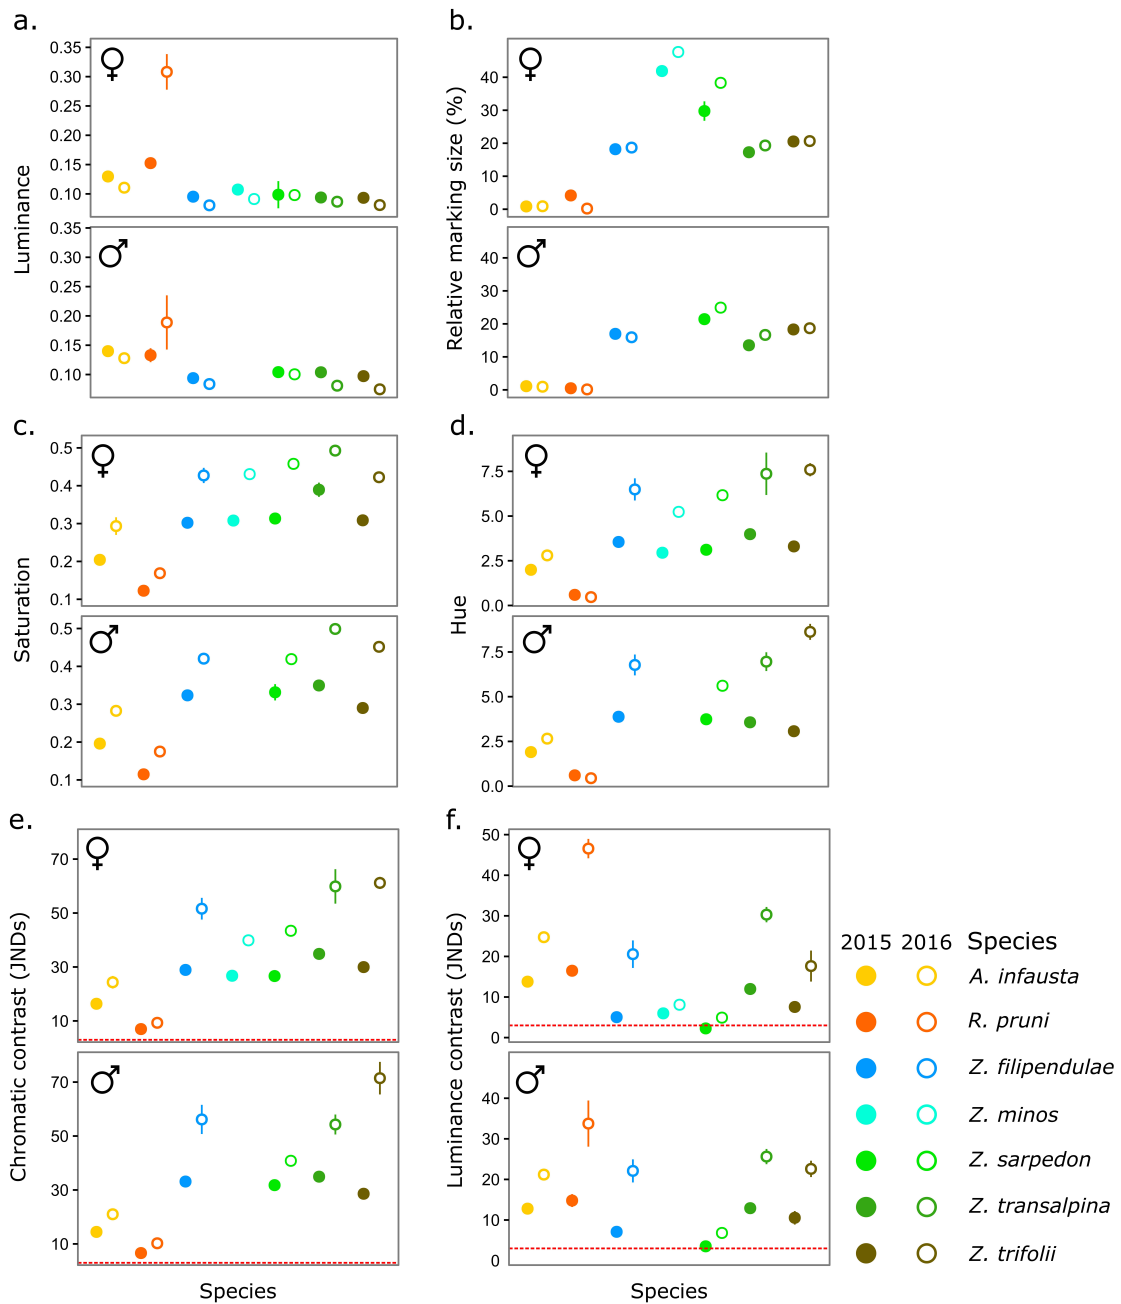 a.
b.
0.35
0.30
0.25
0.20
0.15
0.10
0.35
0.30
0.25
0.20
0.15
0.10
Luminance
40
30
20
10
0
40
30
20
10
0
Relative marking size (%)
c.
d.
0.5
0.4
0.3
0.2
0.1
0.5
0.4
0.3
0.2
0.1
Saturation
7.5
5.0
2.5
0.0
7.5
5.0
2.5
0.0
Hue
e.
f.
70
50
30
10
70
50
30
10
Chromatic contrast (JNDs)
Species
50
40
30
20
10
0
40
30
20
10
0
Luminance contrast (JNDs)
Species
2015 2016 Species
A. infausta
R. pruni
Z. filipendulae
Z. minos
Z. sarpedon
Z. transalpina
Z. trifolii